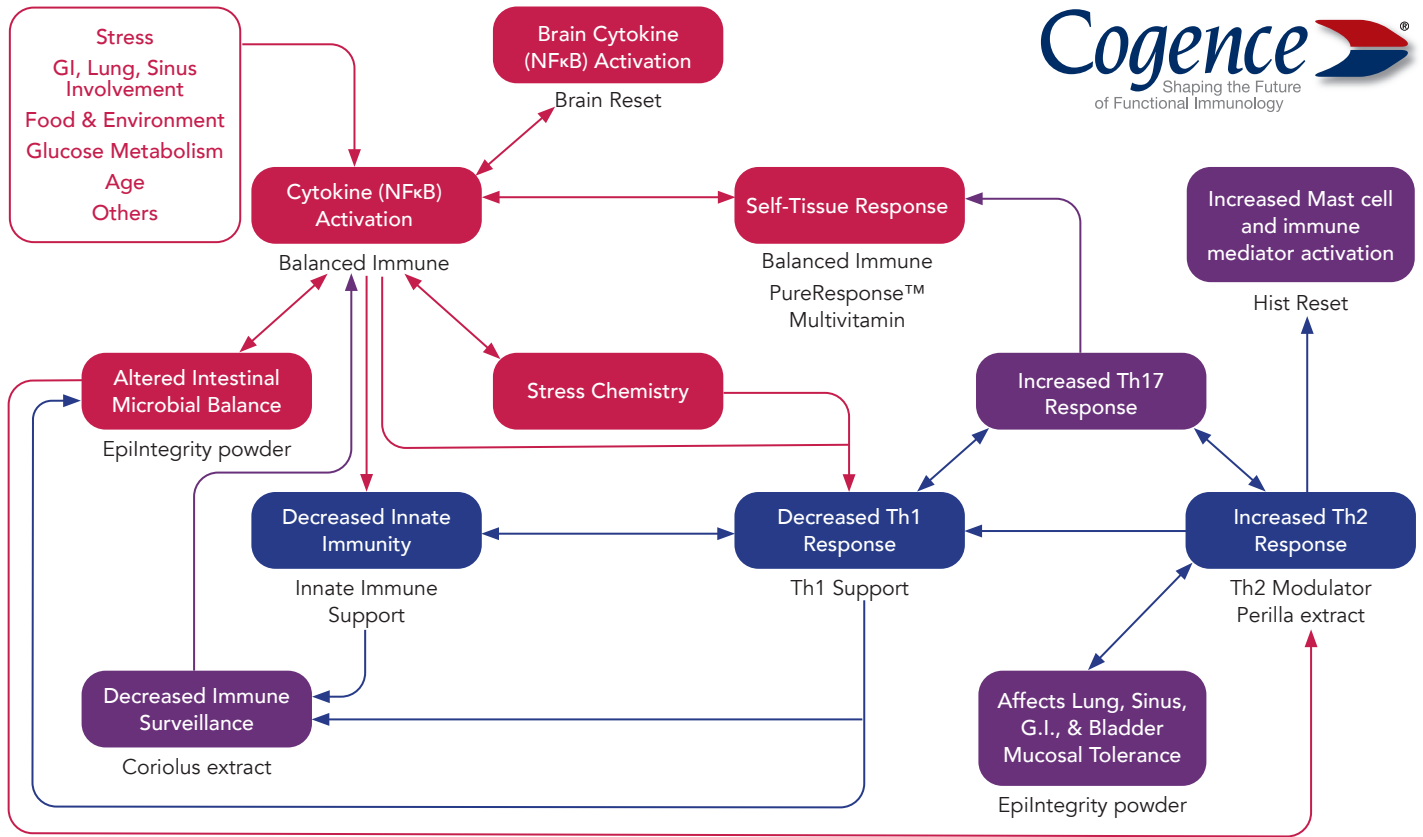 Stress
GI, Lung, Sinus
Involvement
Food & Environment
Glucose Metabolism
Age
Others
Brain Cytokine
(NFκB) Activation
Brain Reset
Cogence®
Shaping the Future
of Functional Immunology
Cytokine (NFκB)
Activation
Balanced Immune
Self-Tissue Response
Balanced Immune
PureResponse™
Multivitamin
Increased Mast cell
and immune
mediator activation
Hist Reset
Altered Intestinal
Microbial Balance
EpiIntegrity powder
Stress Chemistry
Increased Th17
Response
Decreased Innate
Immunity
Innate Immune
Support
Decreased Th1
Response
Th1 Support
Increased Th2
Response
Th2 Modulator
Perilla extract
Decreased Immune
Surveillance
Coriolus extract
Affects Lung, Sinus,
G.I., & Bladder
Mucosal Tolerance
EpiIntegrity powder